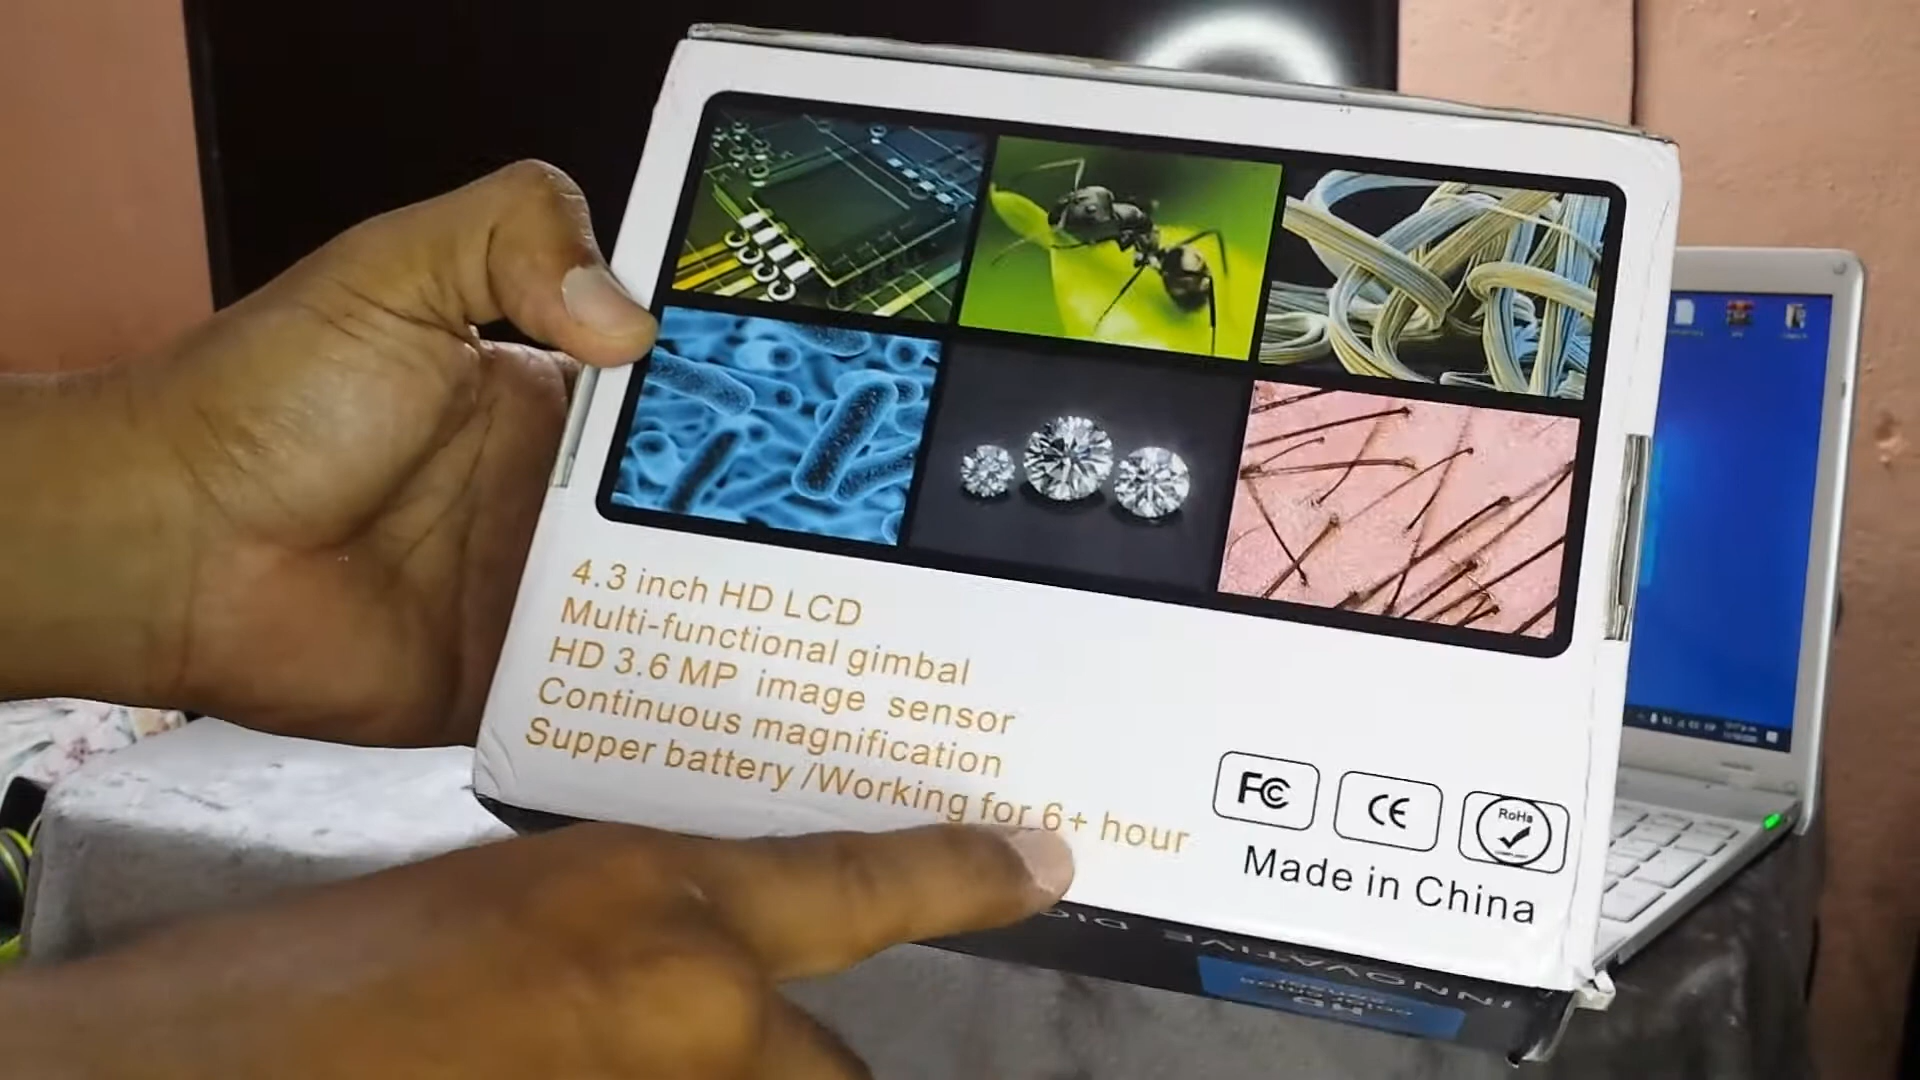 4.3 inch HD LCD
Multi-functional gimbal
HD 3.6 MP image sensor
Continuous magnification
Supper battery /Working for 6+ hour
FC
CE
RoHs
Made in China
INNOVATIVE
HD